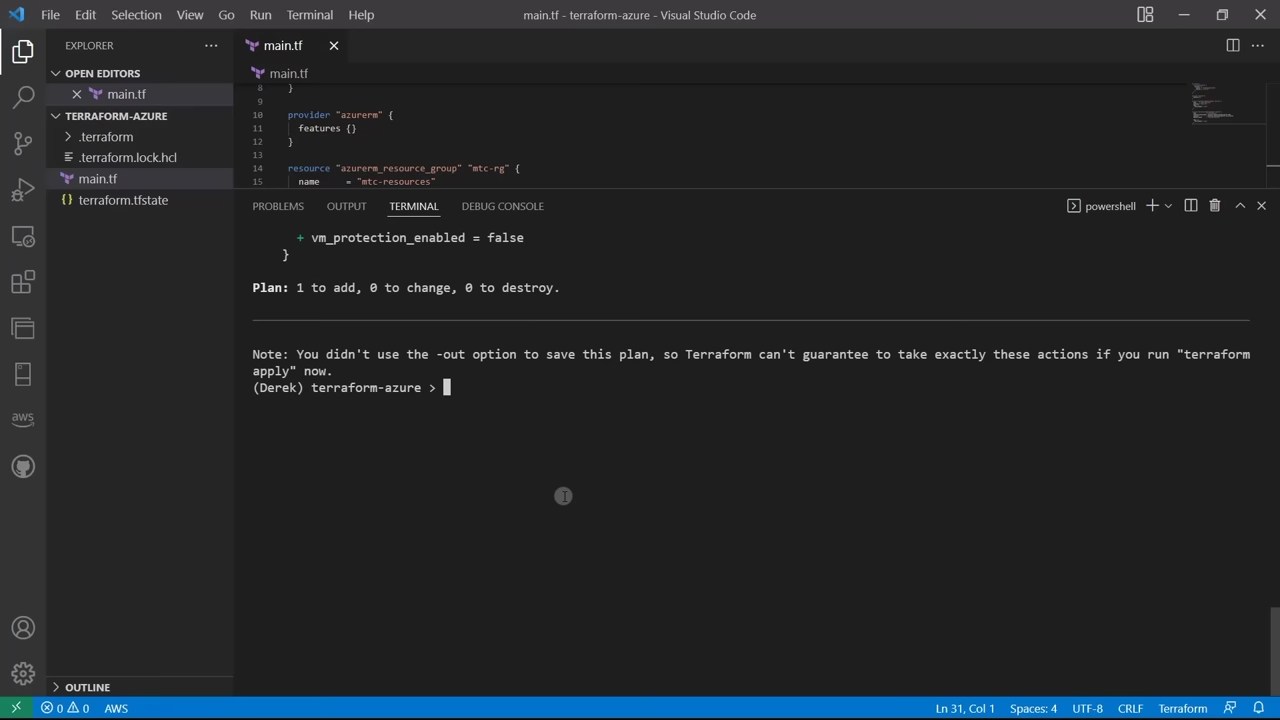 File Edit Selection View Go Run Terminal Help
main.tf - terraform-azure - Visual Studio Code
EXPLORER
OPEN EDITORS
main.tf
TERRAFORM-AZURE
.terraform
.terraform.lock.hcl
main.tf
terraform.tfstate
OUTLINE
aws
main.tf
main.tf
8 }
9
10 provider "azurerm" {
11 features {}
12 }
13
14 resource "azurerm_resource_group" "mtc-rg" {
15 name = "mtc-resources"
PROBLEMS OUTPUT TERMINAL DEBUG CONSOLE
powershell
+ vm_protection_enabled = false
}
Plan: 1 to add, 0 to change, 0 to destroy.
Note: You didn't use the -out option to save this plan, so Terraform can't guarantee to take exactly these actions if you run "terraform
apply" now.
(Derek) terraform-azure >
0 0 AWS
Ln 31, Col 1 Spaces: 4 UTF-8 CRLF Terraform